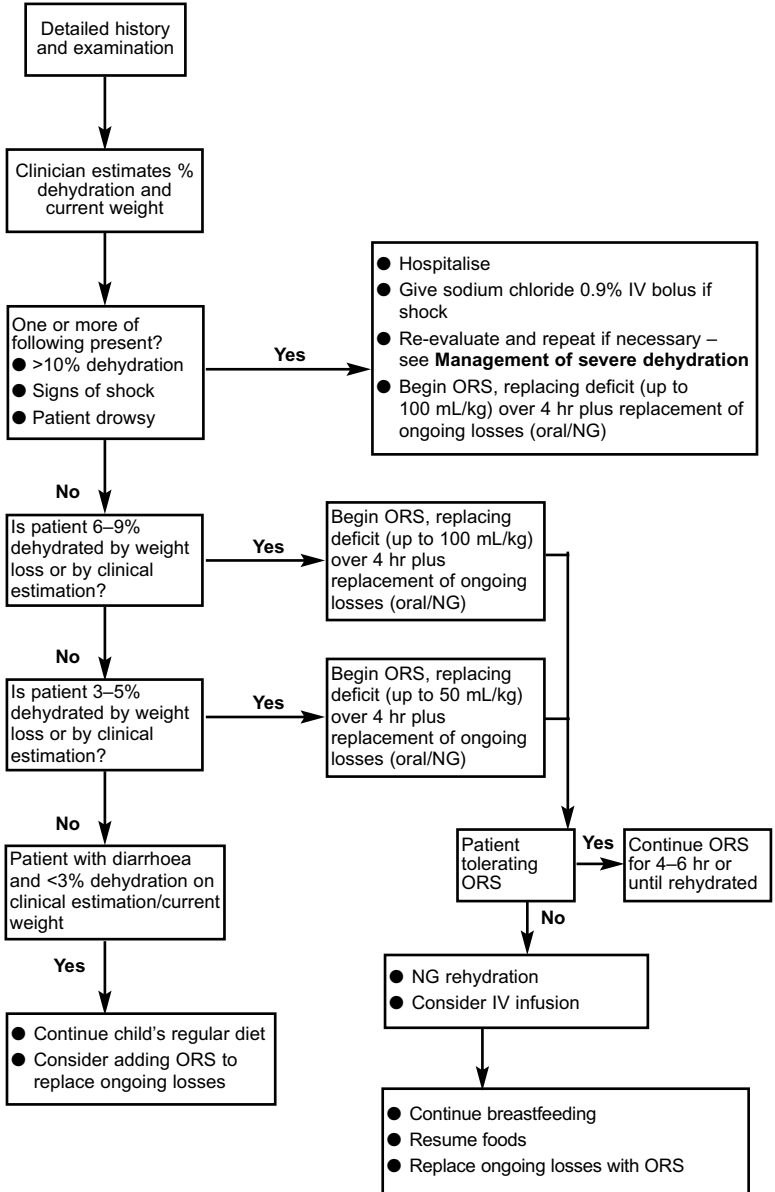 Detailed history
and examination
Clinician estimates %
dehydration and
current weight
One or more of
following present?
● >10% dehydration
● Signs of shock
● Patient drowsy
Yes
● Hospitalise
● Give sodium chloride 0.9% IV bolus if
shock
● Re-evaluate and repeat if necessary –
see Management of severe dehydration
● Begin ORS, replacing deficit (up to
100 mL/kg) over 4 hr plus replacement of
ongoing losses (oral/NG)
No
Is patient 6–9%
dehydrated by weight
loss or by clinical
estimation?
Yes
Begin ORS, replacing
deficit (up to 100 mL/kg)
over 4 hr plus
replacement of ongoing
losses (oral/NG)
No
Is patient 3–5%
dehydrated by weight
loss or by clinical
estimation?
Yes
Begin ORS, replacing
deficit (up to 50 mL/kg)
over 4 hr plus
replacement of ongoing
losses (oral/NG)
No
Patient with diarrhoea
and <3% dehydration on
clinical estimation/current
weight
Yes
● Continue child's regular diet
● Consider adding ORS to
replace ongoing losses
Patient
tolerating
ORS
Yes
Continue ORS
for 4–6 hr or
until rehydrated
No
● NG rehydration
● Consider IV infusion
● Continue breastfeeding
● Resume foods
● Replace ongoing losses with ORS